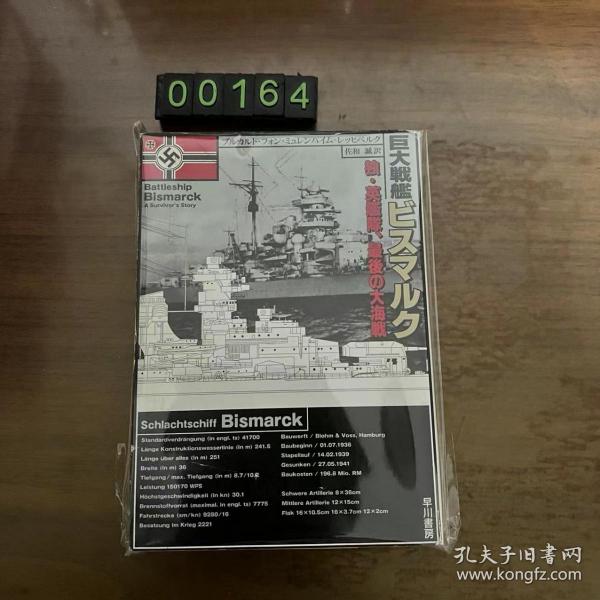 00164
ブルカルド・フォン・ミュレンハイム-レッヒベルク
佐和 誠 訳
巨大戦艦ビスマルク
独・英艦隊、最後の大海戦
Battleship
Bismarck
A Survivor's Story
Schlachtschiff Bismarck
Standardverdrängung (in engl. ts) 41700
Länge Konstruktionswasserlinie (in m) 241.5
Länge über alles (in m) 251
Breite (in m) 36
Tiefgang / max. Tiefgang (in m) 8.7/10.2
Leistung 150170 WPS
Höchstgeschwindigkeit (in kn) 30.1
Brennstoffvorrat (maximal. in engl. ts) 7775
Fahrstrecke (sm/kn) 9280/16
Besatzung im Krieg 2221
Bauwerft / Blohm & Voss, Hamburg
Baubeginn / 01.07.1936
Stapellauf / 14.02.1939
Gesunken / 27.05.1941
Baukosten / 196.8 Mio. RM
Schwere Artillerie 8×38cm
Mittlere Artillerie 12×15cm
Flak 16×10.5cm 16×3.7cm 12×2cm
早川書房
孔夫子旧书网
www.kongfz.com